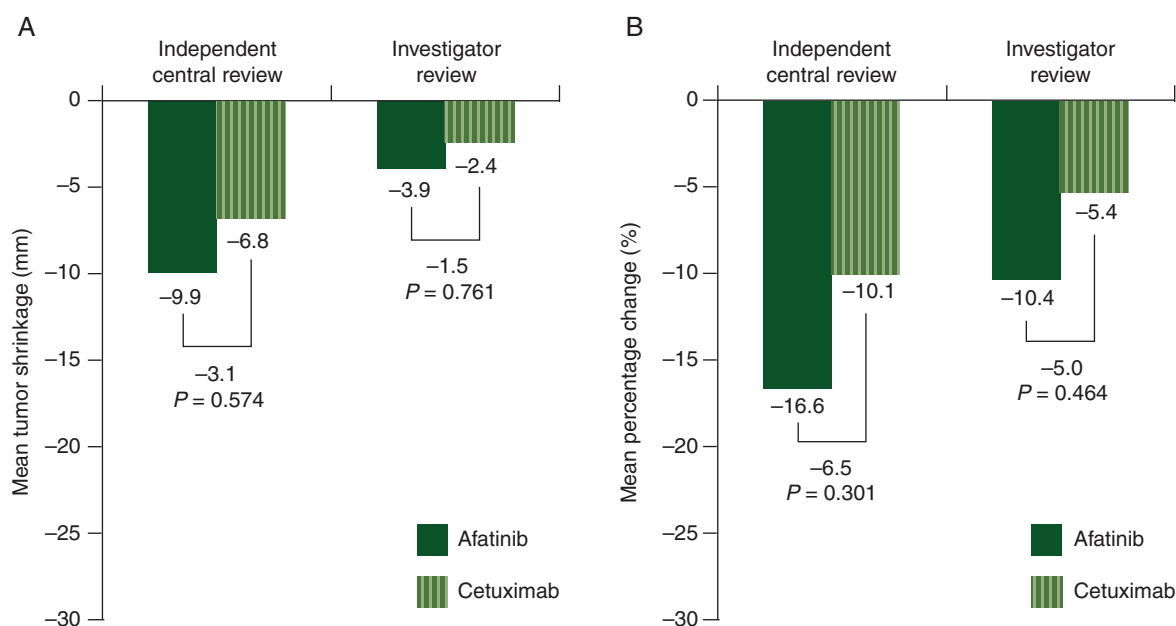 A
Independent
central review
Investigator
review
0
–5
–10
–15
–20
–25
–30
Mean tumor shrinkage (mm)
–9.9
–6.8
–3.1
P = 0.574
–3.9
–2.4
–1.5
P = 0.761
Afatinib
Cetuximab
B
Independent
central review
Investigator
review
0
–5
–10
–15
–20
–25
–30
Mean percentage change (%)
–16.6
–10.1
–6.5
P = 0.301
–10.4
–5.4
–5.0
P = 0.464
Afatinib
Cetuximab